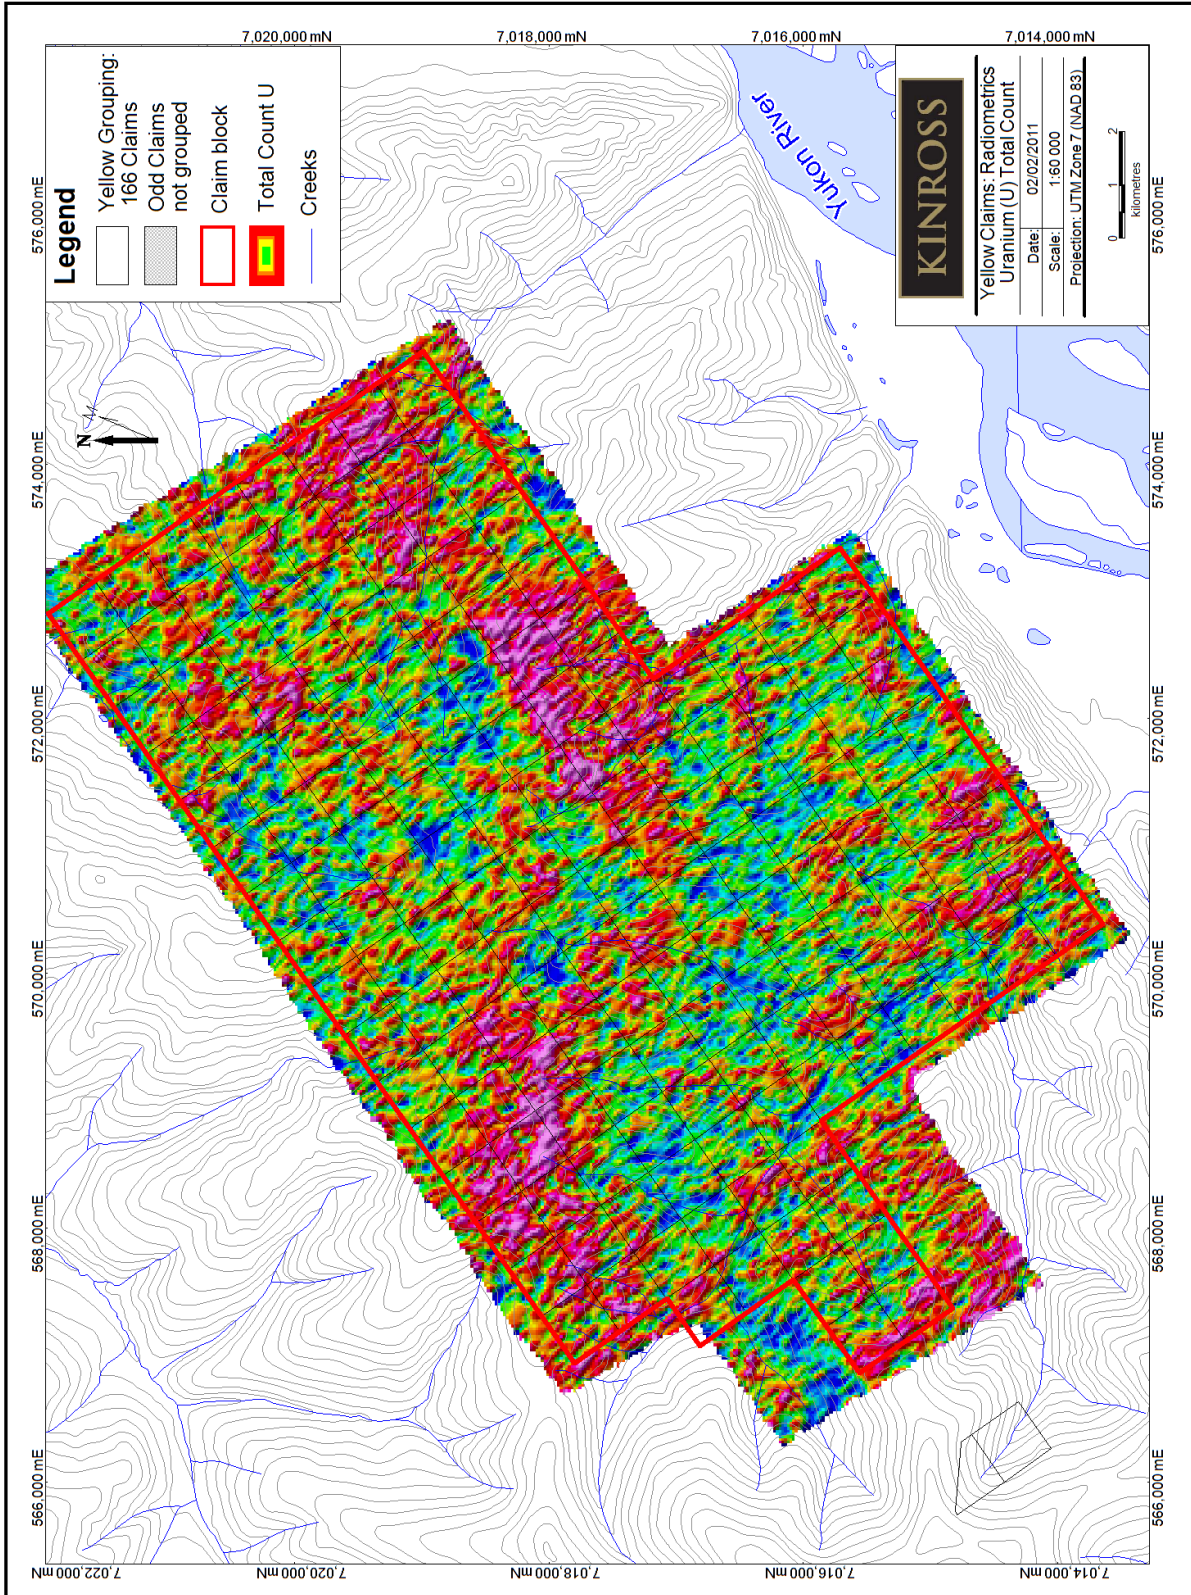 Legend
Yellow Grouping:
166 Claims
Odd Claims
not grouped
Claim block
Total Count U
Creeks
7,020,000 mN
7,018,000 mN
7,016,000 mN
7,014,000 mN
576,000 mE
574,000 mE
572,000 mE
570,000 mE
568,000 mE
566,000 mE
N
Yukon River
KINROSS
Yellow Claims: Radiometrics
Uranium (U) Total Count
Date: 02/02/2011
Scale: 1:60 000
Projection: UTM Zone 7 (NAD 83)
0 1 2
kilometres
576,000 mE
574,000 mE
572,000 mE
570,000 mE
568,000 mE
566,000 mE
7,022,000 mN
7,020,000 mN
7,018,000 mN
7,016,000 mN
7,014,000 mN